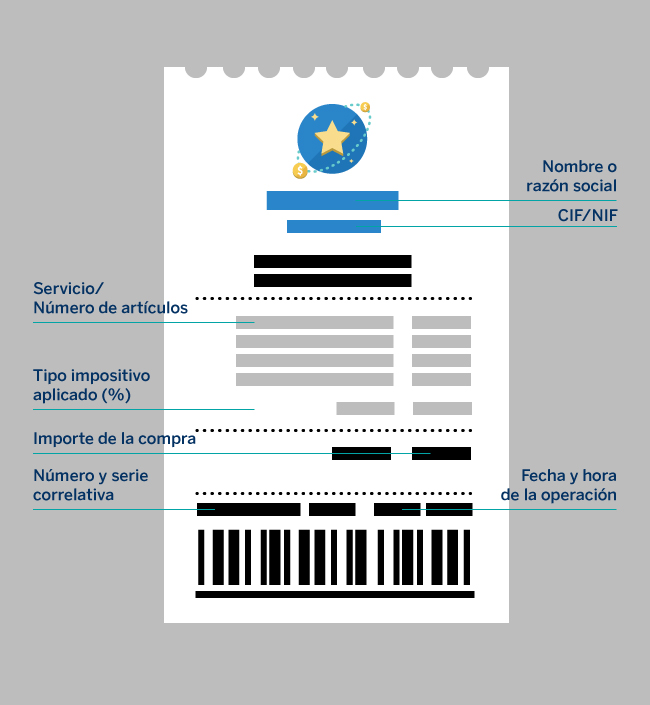 Nombre o
razón social
CIF/NIF
Servicio/
Número de artículos
Tipo impositivo
aplicado (%)
Importe de la compra
Número y serie
correlativa
Fecha y hora
de la operación
$
$